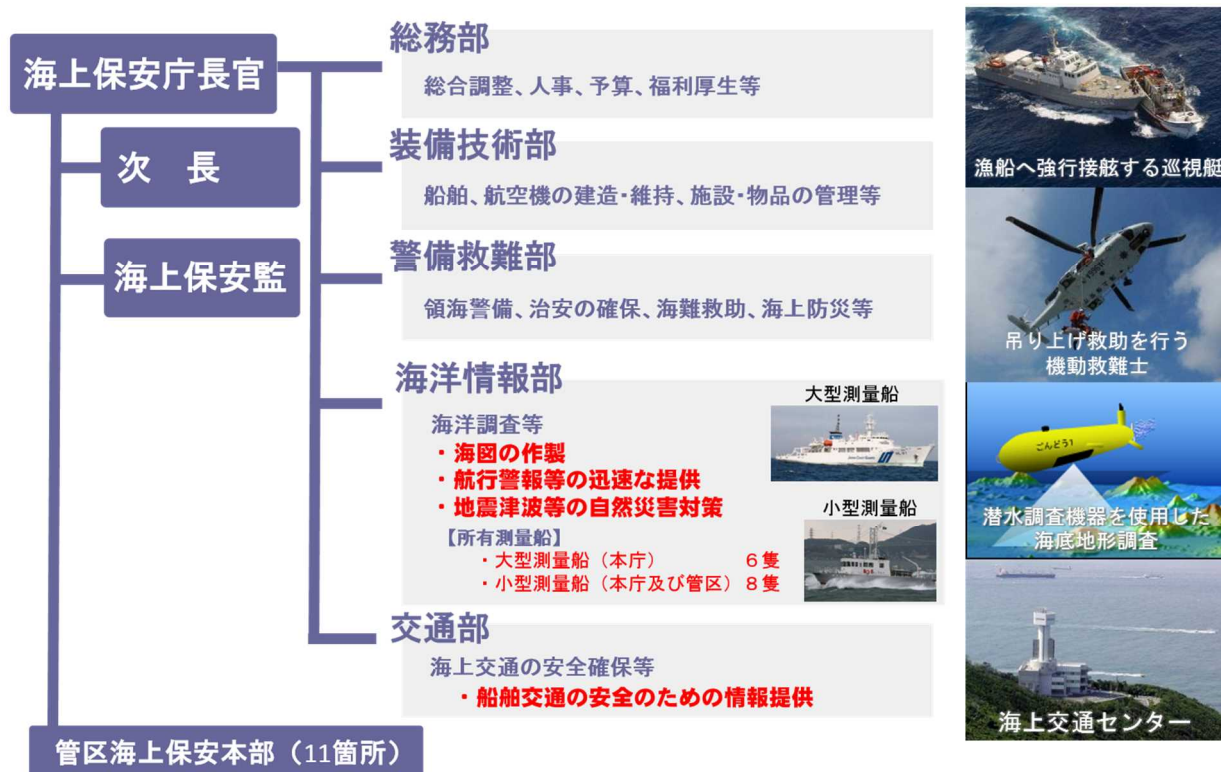 海上保安庁長官
次 長
海上保安監
管区海上保安本部(11箇所)
総務部
総合調整、人事、予算、福利厚生等
装備技術部
船舶、航空機の建造・維持、施設・物品の管理等
警備救難部
領海警備、治安の確保、海難救助、海上防災等
海洋情報部
海洋調査等
・海図の作製
・航行警報等の迅速な提供
・地震津波等の自然災害対策
【所有測量船】
・大型測量船(本庁) 6隻
・小型測量船(本庁及び管区)8隻
大型測量船
小型測量船
交通部
海上交通の安全確保等
・船舶交通の安全のための情報提供
漁船へ強行接舷する巡視艇
吊り上げ救助を行う
機動救難士
ごんどう1
潜水調査機器を使用した
海底地形調査
海上交通センター